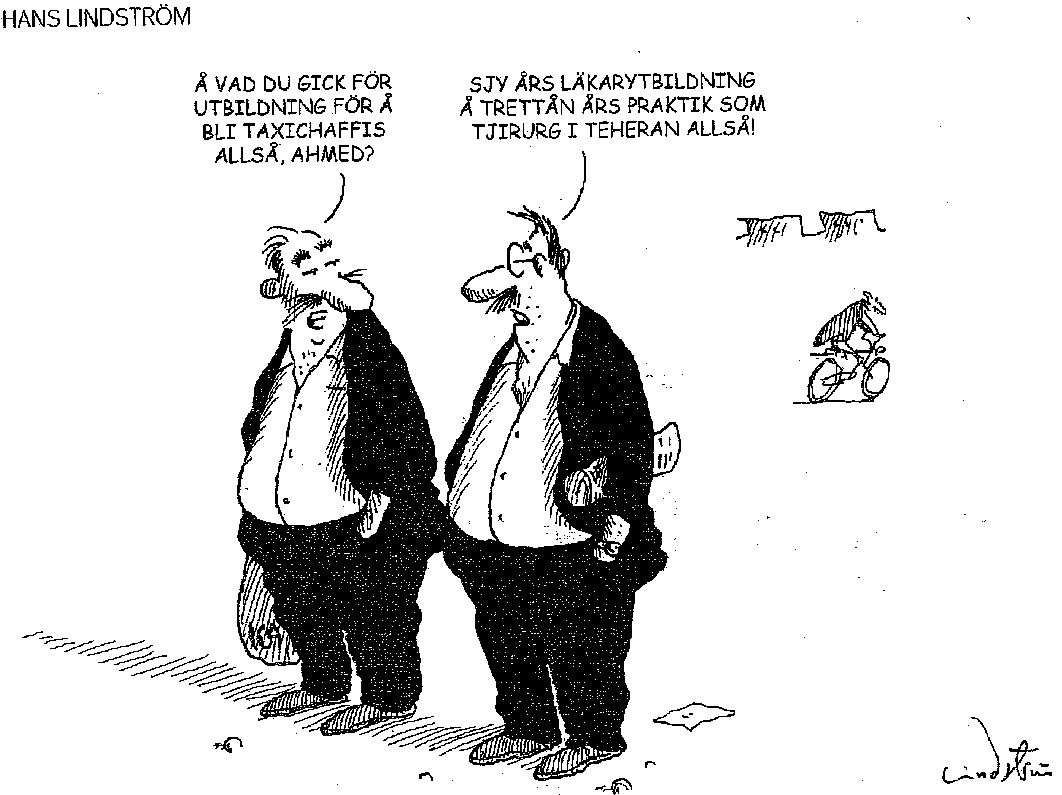 HANS LINDSTRÖM
Å VAD DU GICK FÖR
UTBILDNING FÖR Å
BLI TAXICHAFFIS
ALLSÅ, AHMED?
SJY ÅRS LÄKARYTBILDNING
Å TRETTÅN ÅRS PRAKTIK SOM
TJIRURG I TEHERAN ALLSÅ!
Lindström